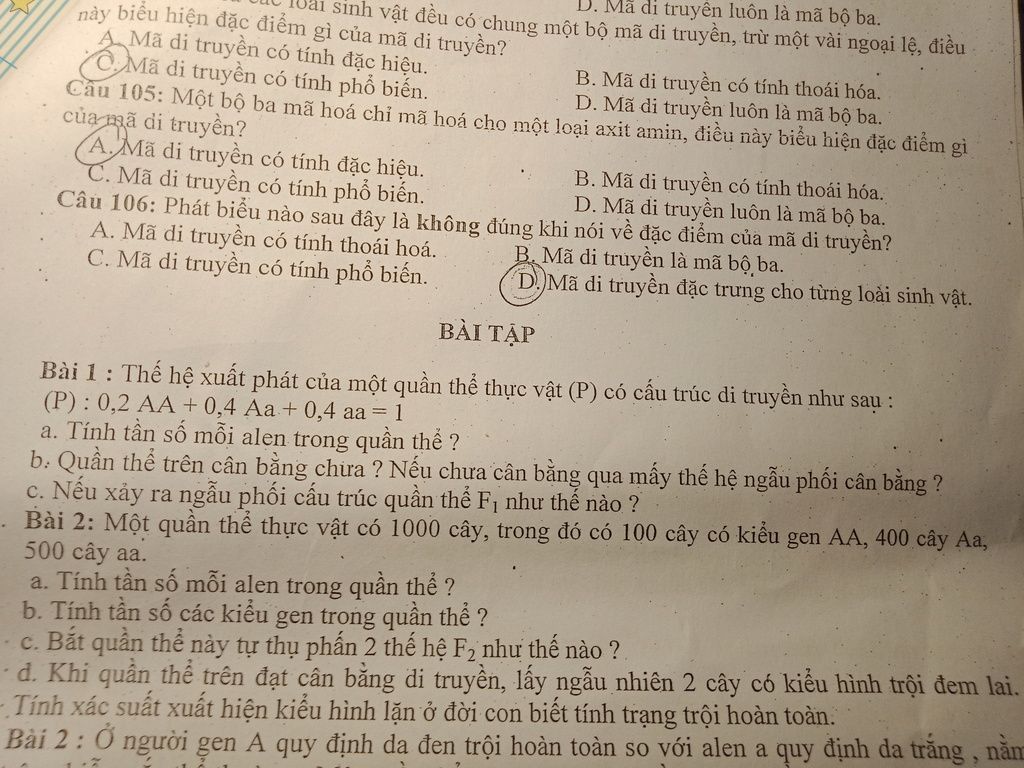 loài sinh vật đều có chung một bộ mã di truyền, trừ một vài ngoại lệ, điều
D. Mã di truyền luôn là mã bộ ba.
này biểu hiện đặc điểm gì của mã di truyền?
A. Mã di truyền có tính đặc hiệu.
B. Mã di truyền có tính thoái hóa.
C. Mã di truyền có tính phổ biến.
D. Mã di truyền luôn là mã bộ ba.
Câu 105: Một bộ ba mã hoá chỉ mã hoá cho một loại axit amin, điều này biểu hiện đặc điểm gì
của mã di truyền?
A. Mã di truyền có tính đặc hiệu.
B. Mã di truyền có tính thoái hóa.
C. Mã di truyền có tính phổ biến.
D. Mã di truyền luôn là mã bộ ba.
Câu 106: Phát biểu nào sau đây là không đúng khi nói về đặc điểm của mã di truyền?
A. Mã di truyền có tính thoái hoá.
B. Mã di truyền là mã bộ ba.
C. Mã di truyền có tính phổ biến.
D. Mã di truyền đặc trưng cho từng loài sinh vật.
BÀI TẬP
Bài 1 : Thế hệ xuất phát của một quần thể thực vật (P) có cấu trúc di truyền như sau :
(P) : 0,2 AA + 0,4 Aa + 0,4 aa = 1
a. Tính tần số mỗi alen trong quần thể ?
b. Quần thể trên cân bằng chưa ? Nếu chưa cân bằng qua mấy thế hệ ngẫu phối cân bằng ?
c. Nếu xảy ra ngẫu phối cấu trúc quần thể F₁ như thế nào ?
Bài 2: Một quần thể thực vật có 1000 cây, trong đó có 100 cây có kiểu gen AA, 400 cây Aa,
500 cây aa.
a. Tính tần số mỗi alen trong quần thể ?
b. Tính tần số các kiểu gen trong quần thể ?
c. Bắt quần thể này tự thụ phấn 2 thế hệ F₂ như thế nào ?
d. Khi quần thể trên đạt cân bằng di truyền, lấy ngẫu nhiên 2 cây có kiểu hình trội đem lai.
Tính xác suất xuất hiện kiểu hình lặn ở đời con biết tính trạng trội hoàn toàn.
Bài 2 : Ở người gen A quy định da đen trội hoàn toàn so với alen a quy định da trắng , nằm